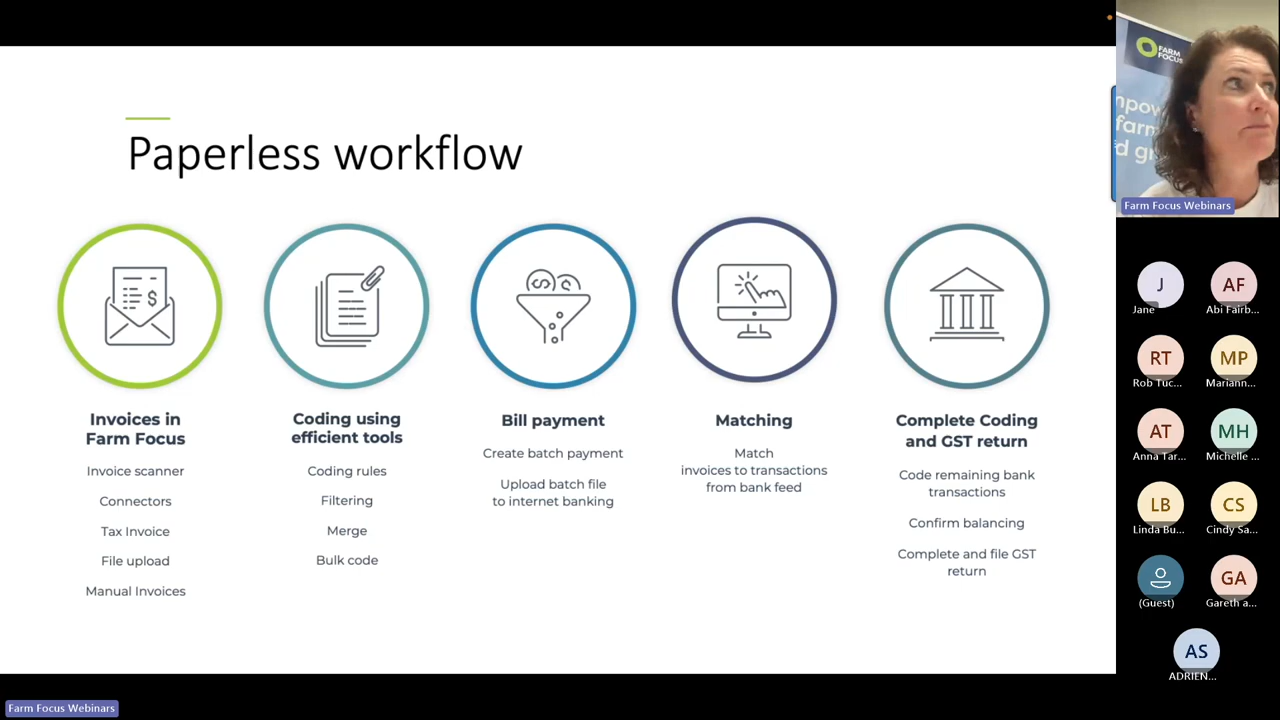 Paperless workflow
Invoices in
Farm Focus
Invoice scanner
Connectors
Tax Invoice
File upload
Manual Invoices
Coding using
efficient tools
Coding rules
Filtering
Merge
Bulk code
Bill payment
Create batch payment
Upload batch file
to internet banking
Matching
Match
invoices to transactions
from bank feed
Complete Coding
and GST return
Code remaining bank
transactions
Confirm balancing
Complete and file GST
return
FARM
FOCUS
Farm Focus Webinars
J
Jane
AF
Abi Fairb...
RT
Rob Tuc...
MP
Mariann...
AT
Anna Tar...
MH
Michelle ...
LB
Linda Bu...
CS
Cindy Sa...
(Guest)
GA
Gareth a...
AS
ADRIEN...
Farm Focus Webinars